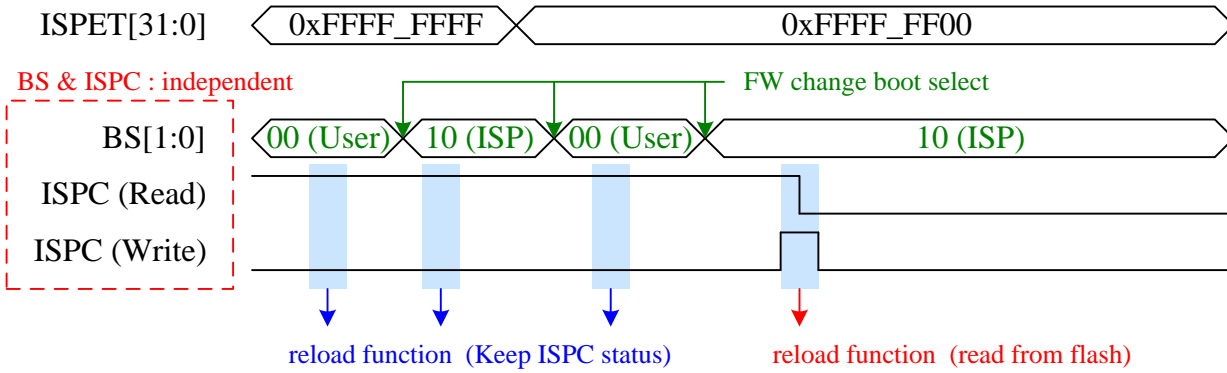 ISPET[31:0] 0xFFFF_FFFF 0xFFFF_FF00
BS & ISPC : independent FW change boot select
BS[1:0] 00 (User) 10 (ISP) 00 (User) 10 (ISP)
ISPC (Read)
ISPC (Write)
reload function (Keep ISPC status) reload function (read from flash)